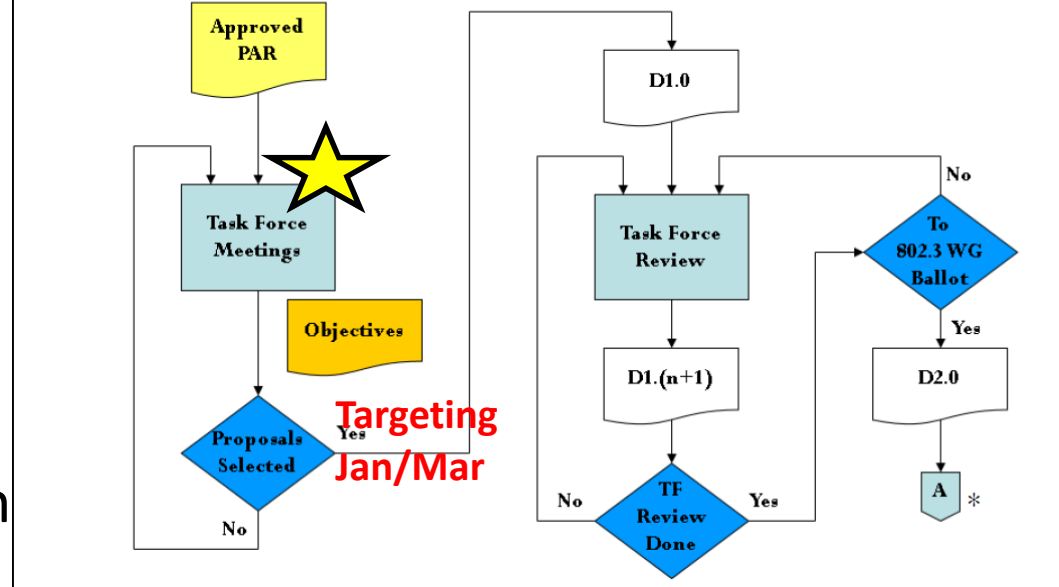 Approved
PAR
Task Force
Meetings
Objectives
Proposals
Selected
Yes
Targeting
Jan/Mar
No
D1.0
Task Force
Review
D1.(n+1)
TF
Review
Done
No
Yes
To
802.3 WG
Ballot
No
Yes
D2.0
A *